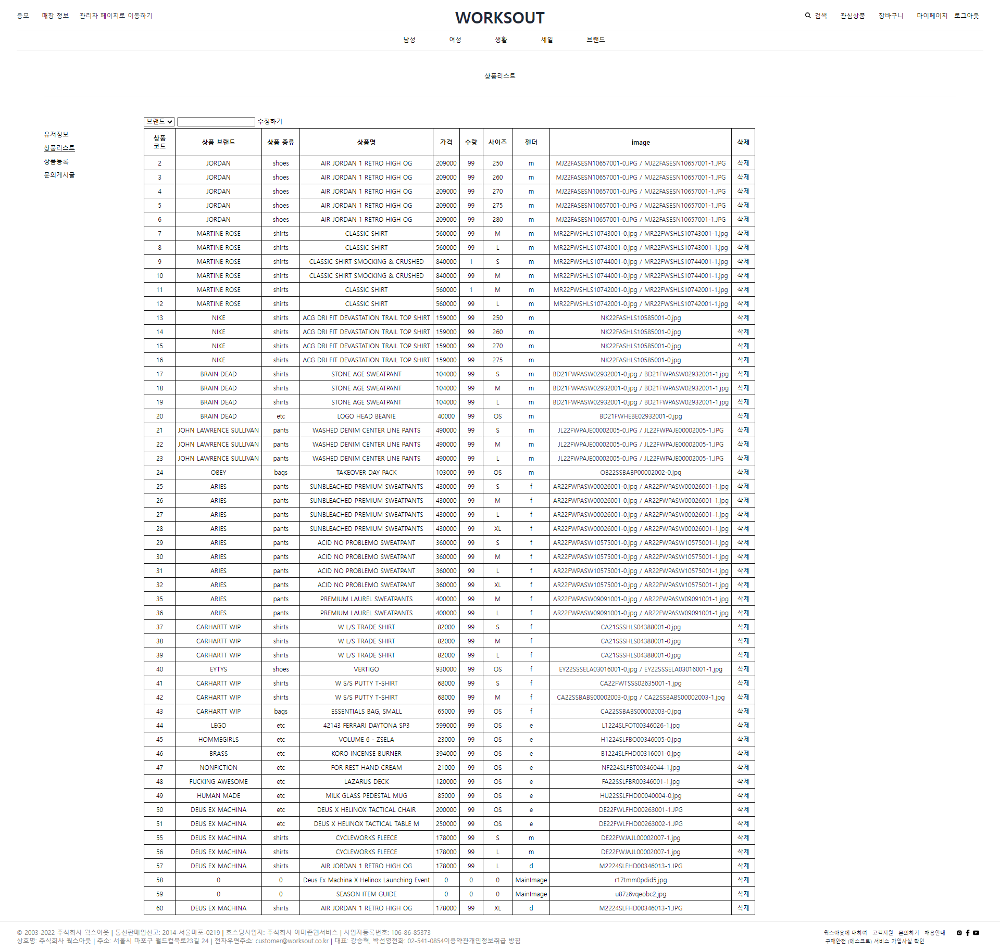 응모 매장 정보 관리자 페이지로 이동하기 WORKSOUT 검색 관심상품 장바구니 마이페이지 로그아웃
남성 여성 생활 세일 브랜드
상품리스트
유저정보
상품리스트
상품등록
문의게시글
브랜드 수정하기
상품 코드 상품 브랜드 상품 종류 상품명 가격 수량 사이즈 젠더 image 삭제
2 JORDAN shoes AIR JORDAN 1 RETRO HIGH OG 209000 99 250 m MJ22FASESN10657001-0.JPG / MJ22FASESN10657001-1.JPG 삭제
3 JORDAN shoes AIR JORDAN 1 RETRO HIGH OG 209000 99 260 m MJ22FASESN10657001-0.JPG / MJ22FASESN10657001-1.JPG 삭제
4 JORDAN shoes AIR JORDAN 1 RETRO HIGH OG 209000 99 270 m MJ22FASESN10657001-0.JPG / MJ22FASESN10657001-1.JPG 삭제
5 JORDAN shoes AIR JORDAN 1 RETRO HIGH OG 209000 99 275 m MJ22FASESN10657001-0.JPG / MJ22FASESN10657001-1.JPG 삭제
6 JORDAN shoes AIR JORDAN 1 RETRO HIGH OG 209000 99 280 m MJ22FASESN10657001-0.JPG / MJ22FASESN10657001-1.JPG 삭제
7 MARTINE ROSE shirts CLASSIC SHIRT 560000 99 M m MR22FWSHLS10743001-0.jpg / MR22FWSHLS10743001-1.jpg 삭제
8 MARTINE ROSE shirts CLASSIC SHIRT 560000 99 L m MR22FWSHLS10743001-0.jpg / MR22FWSHLS10743001-1.jpg 삭제
9 MARTINE ROSE shirts CLASSIC SHIRT SMOCKING & CRUSHED 840000 1 S m MR22FWSHLS10744001-0.jpg / MR22FWSHLS10744001-1.jpg 삭제
10 MARTINE ROSE shirts CLASSIC SHIRT SMOCKING & CRUSHED 840000 99 M m MR22FWSHLS10744001-0.jpg / MR22FWSHLS10744001-1.jpg 삭제
11 MARTINE ROSE shirts CLASSIC SHIRT 560000 1 M m MR22FWSHLS10742001-0.jpg / MR22FWSHLS10742001-1.jpg 삭제
12 MARTINE ROSE shirts CLASSIC SHIRT 560000 99 L m MR22FWSHLS10742001-0.jpg / MR22FWSHLS10742001-1.jpg 삭제
13 NIKE shirts ACG DRI FIT DEVASTATION TRAIL TOP SHIRT 159000 99 250 m NK22FASHLS10585001-0.jpg 삭제
14 NIKE shirts ACG DRI FIT DEVASTATION TRAIL TOP SHIRT 159000 99 260 m NK22FASHLS10585001-0.jpg 삭제
15 NIKE shirts ACG DRI FIT DEVASTATION TRAIL TOP SHIRT 159000 99 270 m NK22FASHLS10585001-0.jpg 삭제
16 NIKE shirts ACG DRI FIT DEVASTATION TRAIL TOP SHIRT 159000 99 275 m NK22FASHLS10585001-0.jpg 삭제
17 BRAIN DEAD shirts STONE AGE SWEATPANT 104000 99 S m BD21FWPASW02932001-0.jpg / BD21FWPASW02932001-1.jpg 삭제
18 BRAIN DEAD shirts STONE AGE SWEATPANT 104000 99 M m BD21FWPASW02932001-0.jpg / BD21FWPASW02932001-1.jpg 삭제
19 BRAIN DEAD shirts STONE AGE SWEATPANT 104000 99 L m BD21FWPASW02932001-0.jpg / BD21FWPASW02932001-1.jpg 삭제
20 BRAIN DEAD etc LOGO HEAD BEANIE 40000 99 OS m BD21FWHEBE02932001-0.jpg 삭제
21 JOHN LAWRENCE SULLIVAN pants WASHED DENIM CENTER LINE PANTS 490000 99 S m JL22FWPAJE00002005-0.JPG / JL22FWPAJE00002005-1.JPG 삭제
22 JOHN LAWRENCE SULLIVAN pants WASHED DENIM CENTER LINE PANTS 490000 99 M m JL22FWPAJE00002005-0.JPG / JL22FWPAJE00002005-1.JPG 삭제
23 JOHN LAWRENCE SULLIVAN pants WASHED DENIM CENTER LINE PANTS 490000 99 L m JL22FWPAJE00002005-0.JPG / JL22FWPAJE00002005-1.JPG 삭제
24 OBEY bags TAKEOVER DAY PACK 103000 99 OS m OB22SSBABP00002002-0.jpg 삭제
25 ARIES pants SUNBLEACHED PREMIUM SWEATPANTS 430000 99 S f AR22FWPASW00026001-0.jpg / AR22FWPASW00026001-1.jpg 삭제
26 ARIES pants SUNBLEACHED PREMIUM SWEATPANTS 430000 99 M f AR22FWPASW00026001-0.jpg / AR22FWPASW00026001-1.jpg 삭제
27 ARIES pants SUNBLEACHED PREMIUM SWEATPANTS 430000 99 L f AR22FWPASW00026001-0.jpg / AR22FWPASW00026001-1.jpg 삭제
28 ARIES pants SUNBLEACHED PREMIUM SWEATPANTS 430000 99 XL f AR22FWPASW00026001-0.jpg / AR22FWPASW00026001-1.jpg 삭제
29 ARIES pants ACID NO PROBLEMO SWEATPANT 360000 99 S f AR22FWPASW10575001-0.jpg / AR22FWPASW10575001-1.jpg 삭제
30 ARIES pants ACID NO PROBLEMO SWEATPANT 360000 99 M f AR22FWPASW10575001-0.jpg / AR22FWPASW10575001-1.jpg 삭제
31 ARIES pants ACID NO PROBLEMO SWEATPANT 360000 99 L f AR22FWPASW10575001-0.jpg / AR22FWPASW10575001-1.jpg 삭제
32 ARIES pants ACID NO PROBLEMO SWEATPANT 360000 99 XL f AR22FWPASW10575001-0.jpg / AR22FWPASW10575001-1.jpg 삭제
35 ARIES pants PREMIUM LAUREL SWEATPANTS 400000 99 M f AR22FWPASW09091001-0.jpg / AR22FWPASW09091001-1.jpg 삭제
36 ARIES pants PREMIUM LAUREL SWEATPANTS 400000 99 L f AR22FWPASW09091001-0.jpg / AR22FWPASW09091001-1.jpg 삭제
37 CARHARTT WIP shirts W L/S TRADE SHIRT 82000 99 S f CA21SSSHLS04388001-0.jpg 삭제
38 CARHARTT WIP shirts W L/S TRADE SHIRT 82000 99 M f CA21SSSHLS04388001-0.jpg 삭제
39 CARHARTT WIP shirts W L/S TRADE SHIRT 82000 99 L f CA21SSSHLS04388001-0.jpg 삭제
40 EYTYS shoes VERTIGO 930000 99 OS f EY22SSSELA03016001-0.jpg / EY22SSSELA03016001-1.jpg 삭제
41 CARHARTT WIP shirts W S/S PUTTY T-SHIRT 68000 99 S f CA22FWTSSS02635001-1.jpg 삭제
42 CARHARTT WIP shirts W S/S PUTTY T-SHIRT 68000 99 M f CA22SSBABS00002003-0.jpg / CA22SSBABS00002003-1.jpg 삭제
43 CARHARTT WIP bags ESSENTIALS BAG, SMALL 65000 99 OS f CA22SSBABS00002003-0.jpg 삭제
44 LEGO etc 42143 FERRARI DAYTONA SP3 599000 99 OS e L1224SLFOT00346026-1.jpg 삭제
45 HOMMEGIRLS etc VOLUME 6 - ZSELA 23000 99 OS e H1224SLFBO00346005-0.jpg 삭제
46 BRASS etc KORO INCENSE BURNER 394000 99 OS e B1224SLFHD00316001-0.jpg 삭제
47 NONFICTION etc FOR REST HAND CREAM 21000 99 OS e NF224SLFBT00346044-1.jpg 삭제
48 FUCKING AWESOME etc LAZARUS DECK 120000 99 OS e FA22SSLFBR00346001-1.jpg 삭제
49 HUMAN MADE etc MILK GLASS PEDESTAL MUG 85000 99 OS e HU22SSLFHD00040004-0.jpg 삭제
50 DEUS EX MACHINA etc DEUS X HELINOX TACTICAL CHAIR 200000 99 OS e DE22FWLFHD00263001-1.JPG 삭제
51 DEUS EX MACHINA etc DEUS X HELINOX TACTICAL TABLE M 250000 99 OS e DE22FWLFHD00263002-1.JPG 삭제
55 DEUS EX MACHINA shirts CYCLEWORKS FLEECE 178000 99 S m DE22FWJAJL00002007-1.jpg 삭제
56 DEUS EX MACHINA shirts CYCLEWORKS FLEECE 178000 99 L m DE22FWJAJL00002007-1.jpg 삭제
57 DEUS EX MACHINA shirts AIR JORDAN 1 RETRO HIGH OG 178000 99 L d M2224SLFHD00346013-1.JPG 삭제
58 0 0 Deus Ex Machina X Helinox Launching Event 0 0 0 MainImage r17tmm0pdid5.jpg 삭제
59 0 0 SEASON ITEM GUIDE 0 0 0 MainImage u87z6vqeobc2.jpg 삭제
60 DEUS EX MACHINA shirts AIR JORDAN 1 RETRO HIGH OG 178000 99 XL d M2224SLFHD00346013-1.JPG 삭제
© 2003-2022 주식회사 웍스아웃 | 통신판매업신고: 2014-서울마포-0219 | 호스팅사업자: 주식회사 아마존웹서비스 | 사업자등록번호: 106-86-85373
상호명: 주식회사 웍스아웃 | 주소: 서울시 마포구 월드컵북로23길 24 | 전자우편주소: customer@worksout.co.kr | 대표: 강승혁, 박선영전화: 02-541-0854이용약관개인정보취급 방침
웍스아웃에 대하여 고객지원 문의하기 채용안내
구매안전 (에스크로) 서비스 가입사실 확인